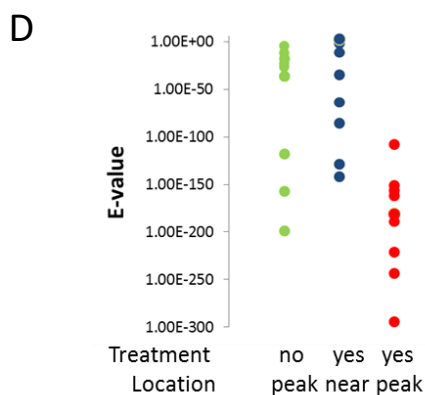 D
E-value
1.00E+00
1.00E-50
1.00E-100
1.00E-150
1.00E-200
1.00E-250
1.00E-300
Treatment no yes yes
Location peak near peak